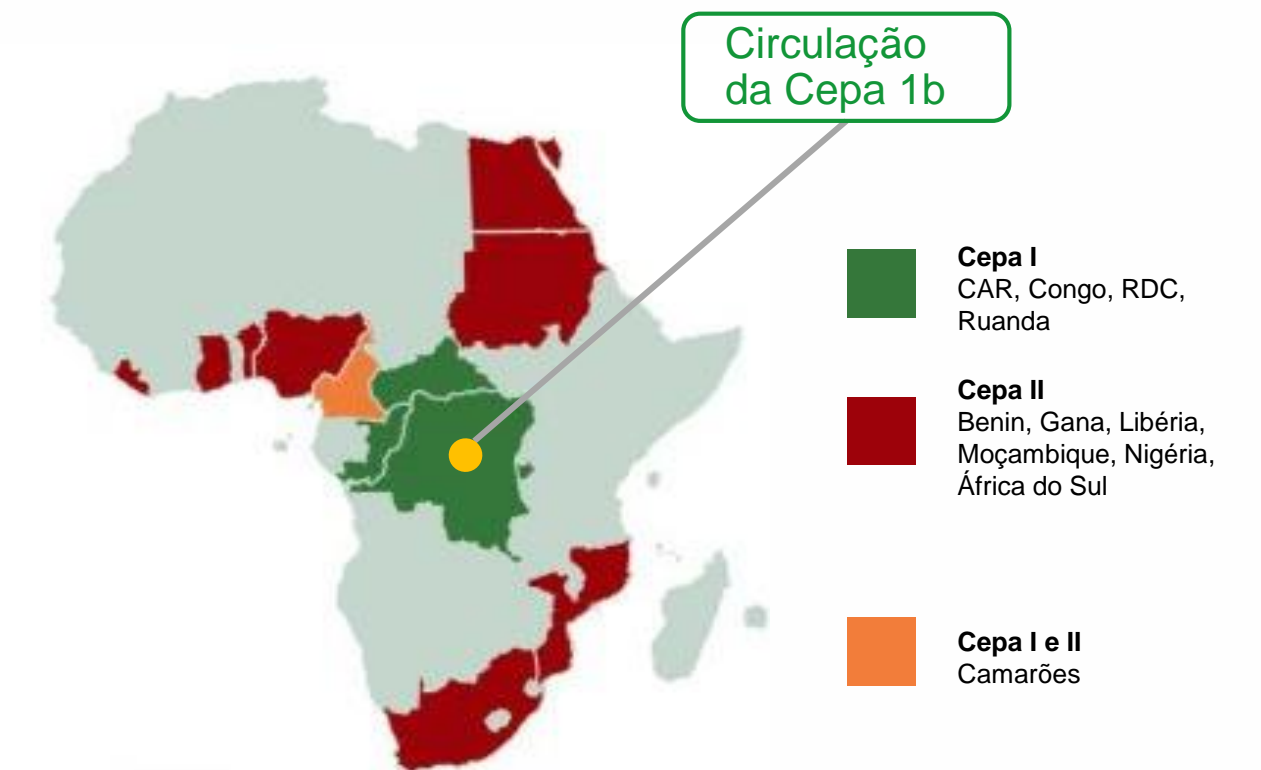 Circulação
da Cepa 1b
Cepa I
CAR, Congo, RDC,
Ruanda
Cepa II
Benin, Gana, Libéria,
Moçambique, Nigéria,
África do Sul
Cepa I e II
Camarões